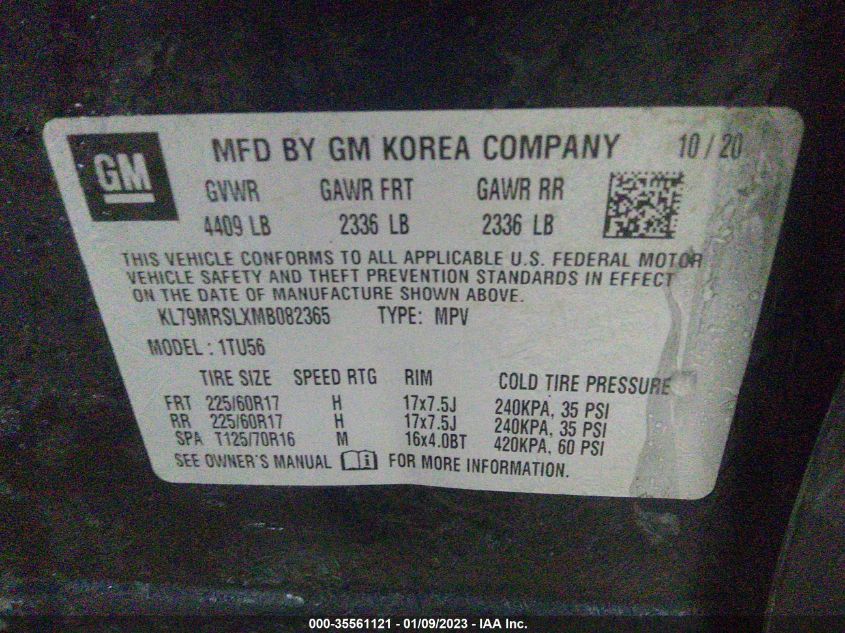 GM MFD BY GM KOREA COMPANY 10 / 20
GVWR GAWR FRT GAWR RR
4409 LB 2336 LB 2336 LB
THIS VEHICLE CONFORMS TO ALL APPLICABLE U.S. FEDERAL MOTOR
VEHICLE SAFETY AND THEFT PREVENTION STANDARDS IN EFFECT
ON THE DATE OF MANUFACTURE SHOWN ABOVE.
KL79MRSLXMB082365 TYPE: MPV
MODEL : 1TU56
TIRE SIZE SPEED RTG RIM COLD TIRE PRESSURE
FRT 225/60R17 H 17x7.5J 240KPA, 35 PSI
RR 225/60R17 H 17x7.5J 240KPA, 35 PSI
SPA T125/70R16 M 16x4.0BT 420KPA, 60 PSI
SEE OWNER'S MANUAL FOR MORE INFORMATION.
000-35561121 - 01/09/2023 - IAA Inc.